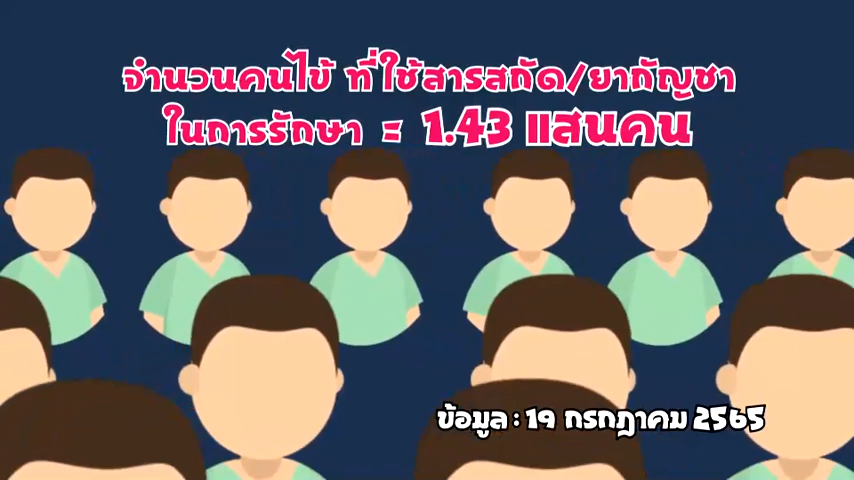 จำนวนคนไข้ ที่ใช้สารสกัด/ยากัญชา
ในการรักษา = 1.43 แสนคน
ข้อมูล : 19 กรกฎาคม 2565